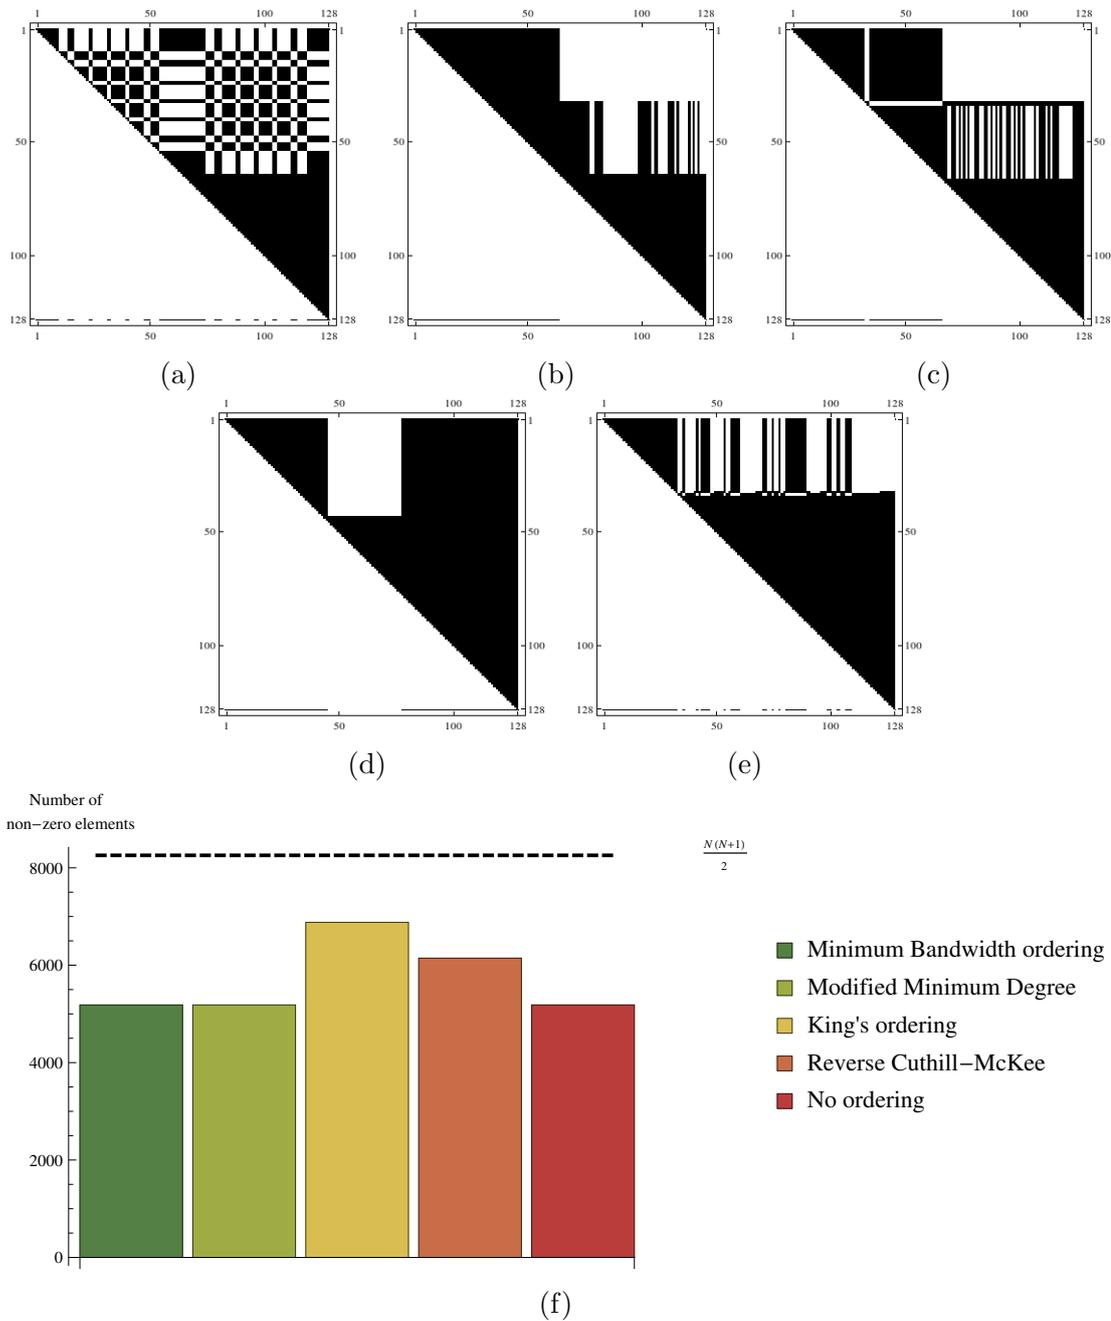 1 50 100 128
1 50 100 128
1 50 100 128
1 1
1 1
1 1
50 50
50 50
50 50
100 100
100 100
100 100
128 128
128 128
128 128
1 50 100 128
1 50 100 128
1 50 100 128
(a)
(b)
(c)
1 50 100 128
1 50 100 128
1 1
1 1
50 50
50 50
100 100
100 100
128 128
128 128
1 50 100 128
1 50 100 128
(d)
(e)
Number of
non−zero elements
N (N+1)
2
8000
6000
4000
2000
0
Minimum Bandwidth ordering
Modified Minimum Degree
King's ordering
Reverse Cuthill−McKee
No ordering
(f)